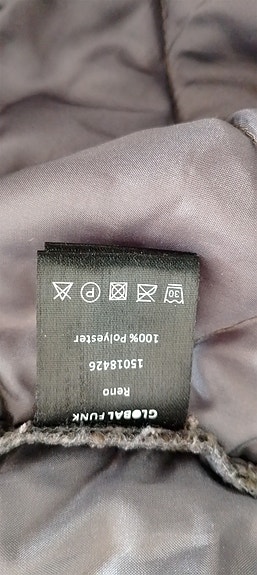 GLOBAL FUNK
Reno
15018426
100% Polyester
30 P